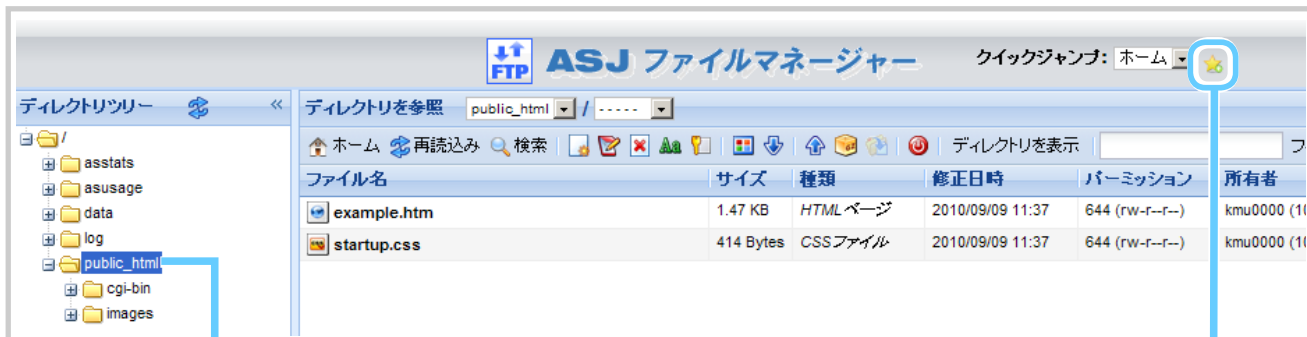 FTP ASJ ファイルマネージャー クイックジャンプ: ホーム
ディレクトリツリー « ディレクトリを参照 public_html / -----
/
asstats
asusage
data
log
public_html
cgi-bin
images
ホーム 再読込み 検索 Aa ディレクトリを表示
ファイル名 サイズ 種類 修正日時 パーミッション 所有者
example.htm 1.47 KB HTMLページ 2010/09/09 11:37 644 (rw-r--r--) kmu0000 (10
startup.css 414 Bytes CSSファイル 2010/09/09 11:37 644 (rw-r--r--) kmu0000 (10